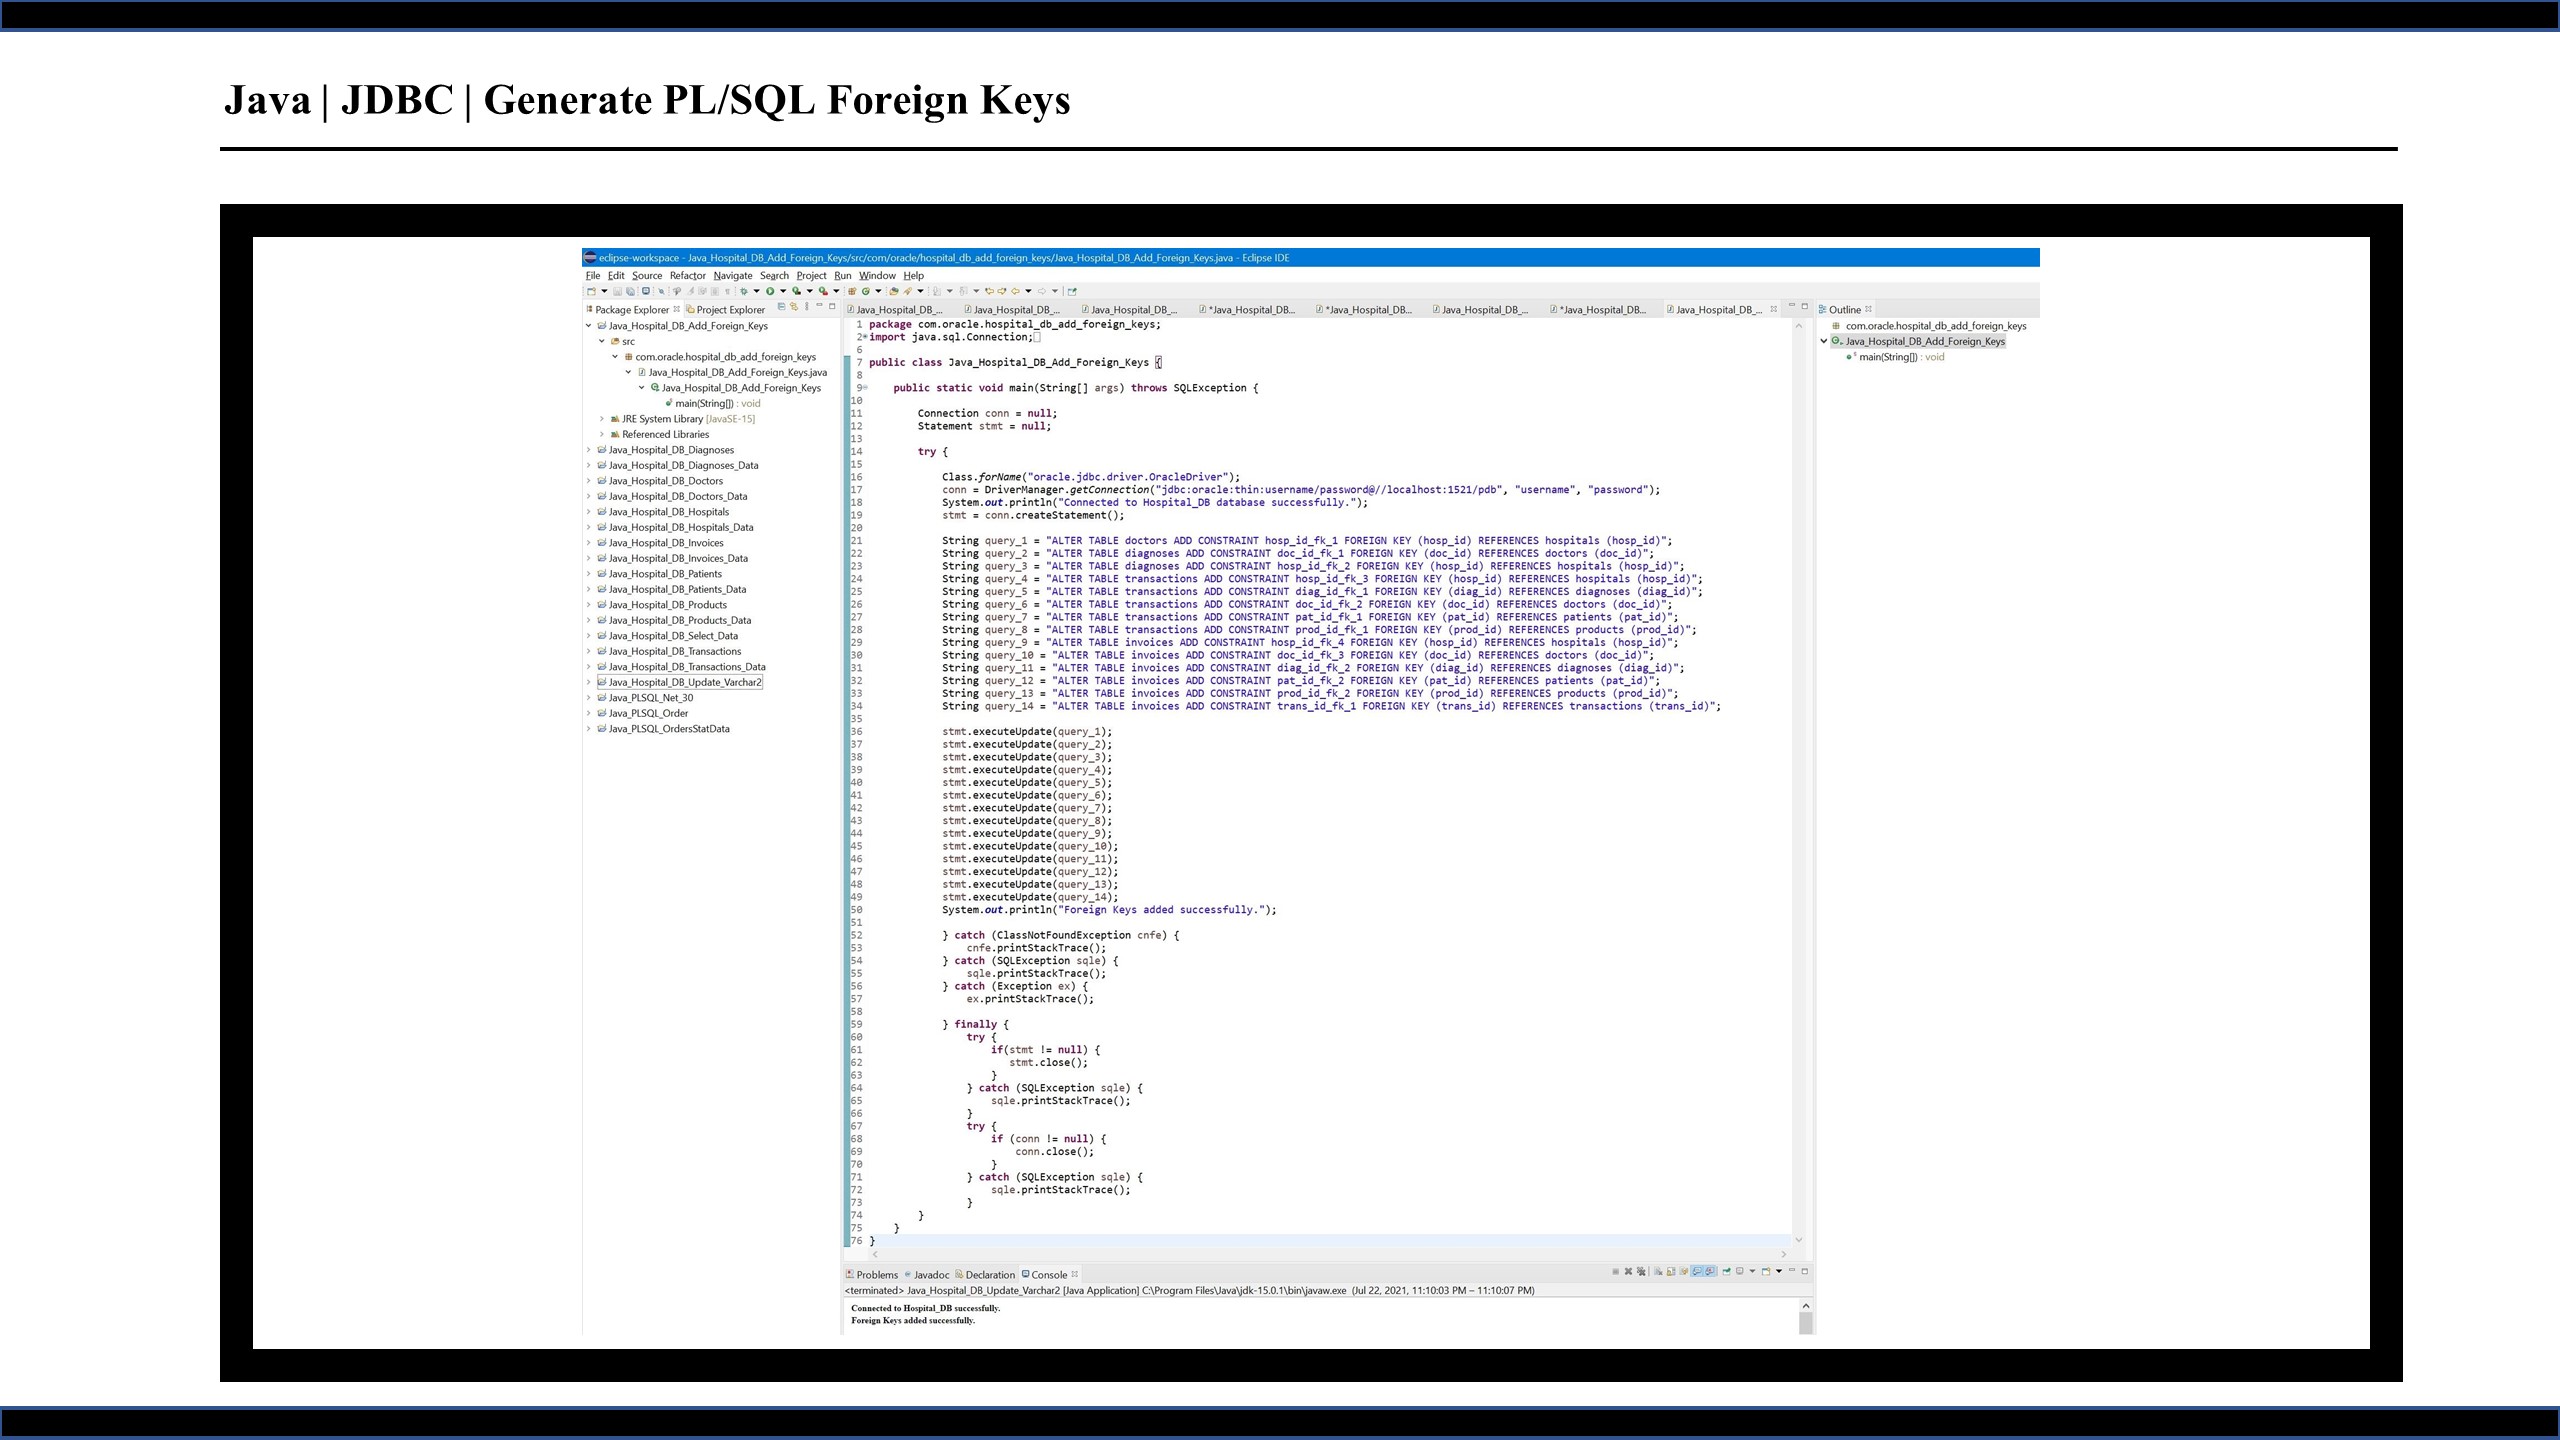 Java | JDBC | Generate PL/SQL Foreign Keys
eclipse-workspace - Java_Hospital_DB_Add_Foreign_Keys/src/com/oracle/hospital_db_add_foreign_keys/Java_Hospital_DB_Add_Foreign_Keys.java - Eclipse IDE
File Edit Source Refactor Navigate Search Project Run Window Help
Package Explorer Project Explorer
Java_Hospital_DB_Add_Foreign_Keys
src
com.oracle.hospital_db_add_foreign_keys
Java_Hospital_DB_Add_Foreign_Keys.java
Java_Hospital_DB_Add_Foreign_Keys
main(String[]) : void
JRE System Library [JavaSE-15]
Referenced Libraries
Java_Hospital_DB_Diagnoses
Java_Hospital_DB_Diagnoses_Data
Java_Hospital_DB_Doctors
Java_Hospital_DB_Doctors_Data
Java_Hospital_DB_Hospitals
Java_Hospital_DB_Hospitals_Data
Java_Hospital_DB_Invoices
Java_Hospital_DB_Invoices_Data
Java_Hospital_DB_Patients
Java_Hospital_DB_Patients_Data
Java_Hospital_DB_Products
Java_Hospital_DB_Products_Data
Java_Hospital_DB_Select_Data
Java_Hospital_DB_Transactions
Java_Hospital_DB_Transactions_Data
Java_Hospital_DB_Update_Varchar2
Java_PLSQL_Net_30
Java_PLSQL_Order
Java_PLSQL_OrdersStatData
Java_Hospital_DB_... Java_Hospital_DB_... Java_Hospital_DB_... *Java_Hospital_DB... *Java_Hospital_DB... Java_Hospital_DB_... *Java_Hospital_DB... Java_Hospital_DB_...
1 package com.oracle.hospital_db_add_foreign_keys;
2 import java.sql.Connection;
6
7 public class Java_Hospital_DB_Add_Foreign_Keys {
8
9 public static void main(String[] args) throws SQLException {
10
11 Connection conn = null;
12 Statement stmt = null;
13
14 try {
15
16 Class.forName("oracle.jdbc.driver.OracleDriver");
17 conn = DriverManager.getConnection("jdbc:oracle:thin:username/password@//localhost:1521/pdb", "username", "password");
18 System.out.println("Connected to Hospital_DB database successfully.");
19 stmt = conn.createStatement();
20
21 String query_1 = "ALTER TABLE doctors ADD CONSTRAINT hosp_id_fk_1 FOREIGN KEY (hosp_id) REFERENCES hospitals (hosp_id)";
22 String query_2 = "ALTER TABLE diagnoses ADD CONSTRAINT doc_id_fk_1 FOREIGN KEY (doc_id) REFERENCES doctors (doc_id)";
23 String query_3 = "ALTER TABLE diagnoses ADD CONSTRAINT hosp_id_fk_2 FOREIGN KEY (hosp_id) REFERENCES hospitals (hosp_id)";
24 String query_4 = "ALTER TABLE transactions ADD CONSTRAINT hosp_id_fk_3 FOREIGN KEY (hosp_id) REFERENCES hospitals (hosp_id)";
25 String query_5 = "ALTER TABLE transactions ADD CONSTRAINT diag_id_fk_1 FOREIGN KEY (diag_id) REFERENCES diagnoses (diag_id)";
26 String query_6 = "ALTER TABLE transactions ADD CONSTRAINT doc_id_fk_2 FOREIGN KEY (doc_id) REFERENCES doctors (doc_id)";
27 String query_7 = "ALTER TABLE transactions ADD CONSTRAINT pat_id_fk_1 FOREIGN KEY (pat_id) REFERENCES patients (pat_id)";
28 String query_8 = "ALTER TABLE transactions ADD CONSTRAINT prod_id_fk_1 FOREIGN KEY (prod_id) REFERENCES products (prod_id)";
29 String query_9 = "ALTER TABLE invoices ADD CONSTRAINT hosp_id_fk_4 FOREIGN KEY (hosp_id) REFERENCES hospitals (hosp_id)";
30 String query_10 = "ALTER TABLE invoices ADD CONSTRAINT doc_id_fk_3 FOREIGN KEY (doc_id) REFERENCES doctors (doc_id)";
31 String query_11 = "ALTER TABLE invoices ADD CONSTRAINT diag_id_fk_2 FOREIGN KEY (diag_id) REFERENCES diagnoses (diag_id)";
32 String query_12 = "ALTER TABLE invoices ADD CONSTRAINT pat_id_fk_2 FOREIGN KEY (pat_id) REFERENCES patients (pat_id)";
33 String query_13 = "ALTER TABLE invoices ADD CONSTRAINT prod_id_fk_2 FOREIGN KEY (prod_id) REFERENCES products (prod_id)";
34 String query_14 = "ALTER TABLE invoices ADD CONSTRAINT trans_id_fk_1 FOREIGN KEY (trans_id) REFERENCES transactions (trans_id)";
35
36 stmt.executeUpdate(query_1);
37 stmt.executeUpdate(query_2);
38 stmt.executeUpdate(query_3);
39 stmt.executeUpdate(query_4);
40 stmt.executeUpdate(query_5);
41 stmt.executeUpdate(query_6);
42 stmt.executeUpdate(query_7);
43 stmt.executeUpdate(query_8);
44 stmt.executeUpdate(query_9);
45 stmt.executeUpdate(query_10);
46 stmt.executeUpdate(query_11);
47 stmt.executeUpdate(query_12);
48 stmt.executeUpdate(query_13);
49 stmt.executeUpdate(query_14);
50 System.out.println("Foreign Keys added successfully.");
51
52 } catch (ClassNotFoundException cnfe) {
53 cnfe.printStackTrace();
54 } catch (SQLException sqle) {
55 sqle.printStackTrace();
56 } catch (Exception ex) {
57 ex.printStackTrace();
58
59 } finally {
60 try {
61 if(stmt != null) {
62 stmt.close();
63 }
64 } catch (SQLException sqle) {
65 sqle.printStackTrace();
66 }
67 try {
68 if (conn != null) {
69 conn.close();
70 }
71 } catch (SQLException sqle) {
72 sqle.printStackTrace();
73 }
74 }
75 }
76 }
Outline
com.oracle.hospital_db_add_foreign_keys
Java_Hospital_DB_Add_Foreign_Keys
main(String[]) : void
Problems Javadoc Declaration Console
<terminated> Java_Hospital_DB_Update_Varchar2 [Java Application] C:\Program Files\Java\jdk-15.0.1\bin\javaw.exe (Jul 22, 2021, 11:10:03 PM – 11:10:07 PM)
Connected to Hospital_DB successfully.
Foreign Keys added successfully.